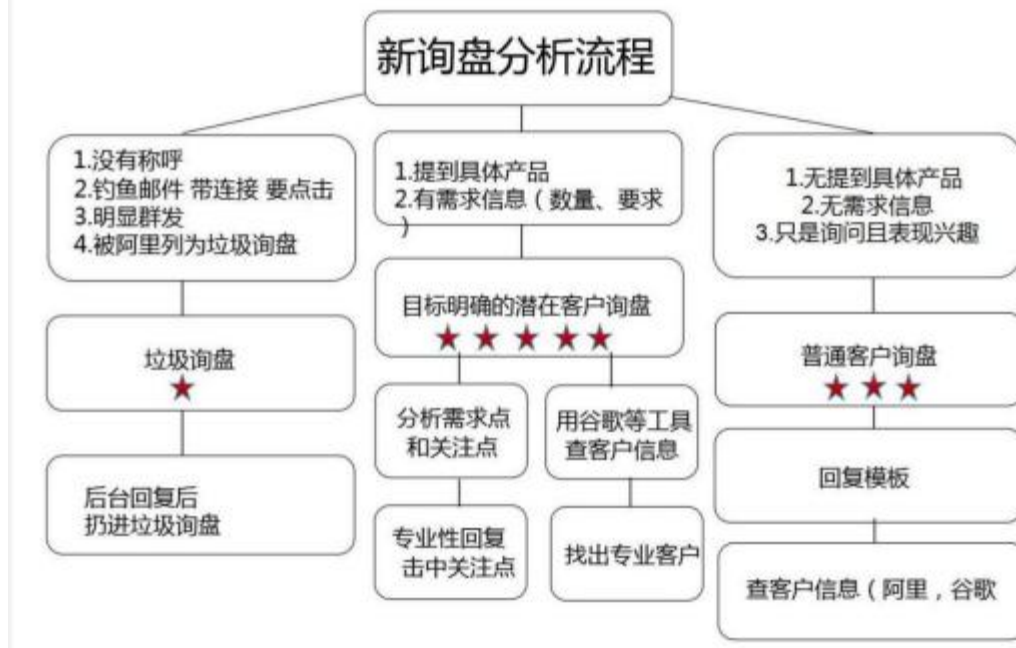 新询盘分析流程
1.没有称呼
2.钓鱼邮件 带连接 要点击
3.明显群发
4.被阿里列为垃圾询盘
垃圾询盘
后台回复后
扔进垃圾询盘
1.提到具体产品
2.有需求信息（数量、要求
）
目标明确的潜在客户询盘
分析需求点
和关注点
专业性回复
击中关注点
用谷歌等工具
查客户信息
找出专业客户
1.无提到具体产品
2.无需求信息
3.只是询问且表现兴趣
普通客户询盘
回复模板
查客户信息（阿里，谷歌